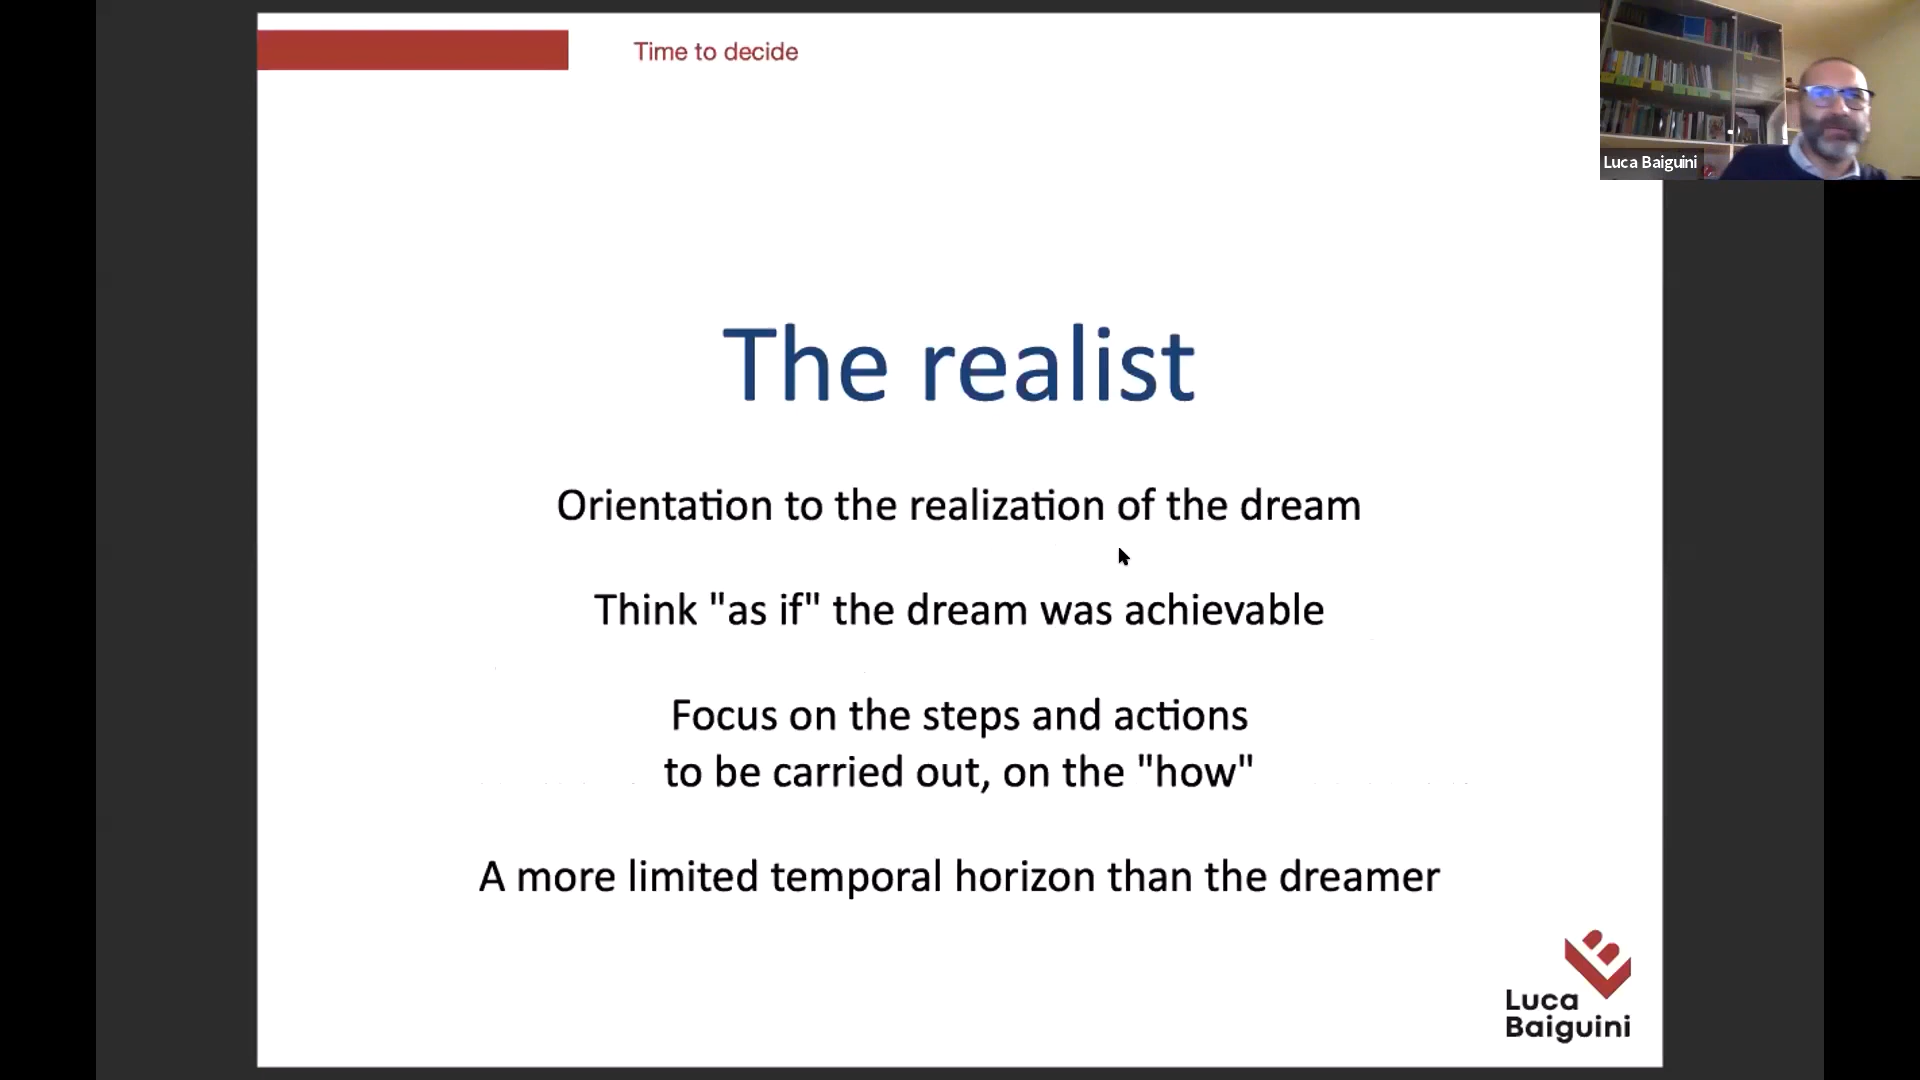 Time to decide
Luca Baiguini
The realist
Orientation to the realization of the dream
Think "as if" the dream was achievable
Focus on the steps and actions
to be carried out, on the "how"
A more limited temporal horizon than the dreamer
Luca
Baiguini